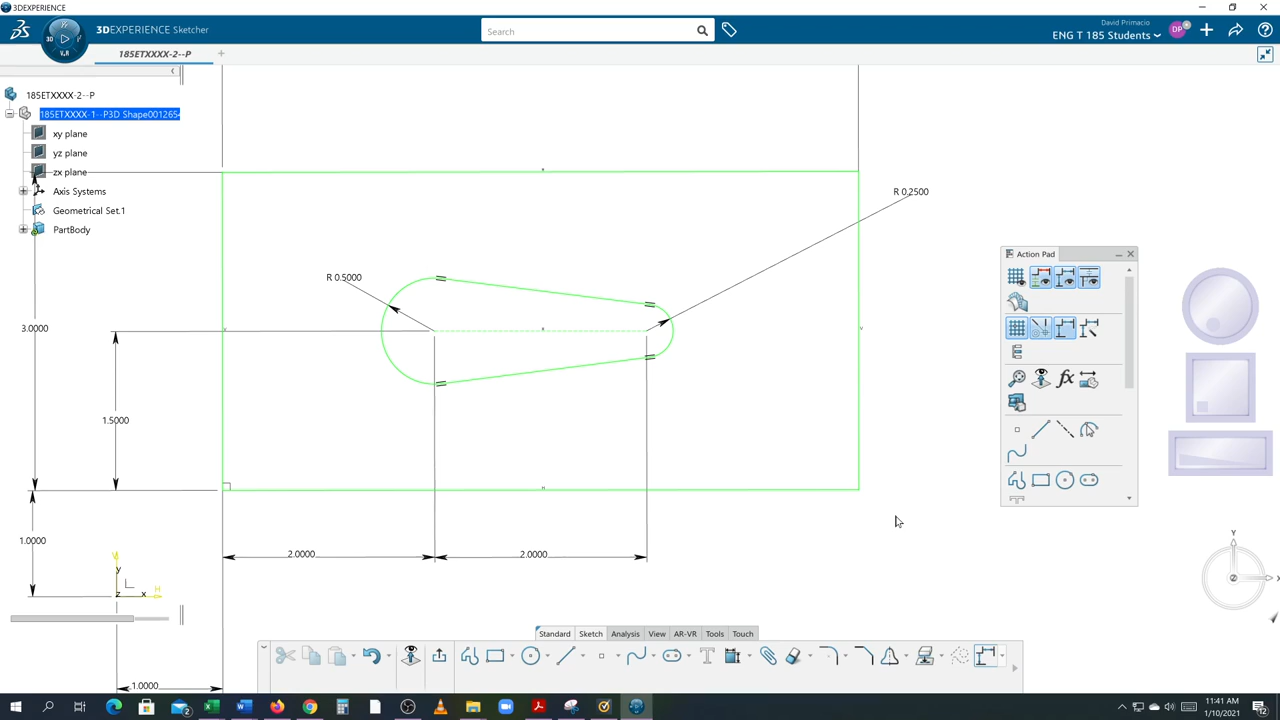 3DEXPERIENCE
3DEXPERIENCE Sketcher
Search
David Primacio
ENG T 185 Students
DP
3D
V.R
185ETXXXX-2--P
185ETXXXX-2--P
185ETXXXX-1--P3D Shape001265
xy plane
yz plane
zx plane
Axis Systems
Geometrical Set.1
PartBody
R 0.2500
R 0.5000
3.0000
1.5000
1.0000
2.0000
2.0000
1.0000
Action Pad
fx
Y
X
Z
V
y
z
x
H
Standard
Sketch
Analysis
View
AR-VR
Tools
Touch
11:41 AM
1/10/2021